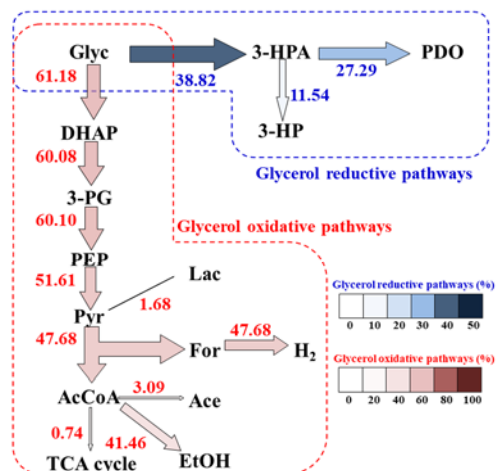 Glyc
3-HPA
PDO
61.18
38.82
27.29
11.54
DHAP
3-HP
60.08
Glycerol reductive pathways
3-PG
60.10
Glycerol oxidative pathways
PEP
51.61
Lac
1.68
Pyr
47.68
For
47.68
H₂
AcCoA
3.09
Ace
0.74
41.46
TCA cycle
EtOH
Glycerol reductive pathways (%)
0 10 20 30 40 50
Glycerol oxidative pathways (%)
0 20 40 60 80 100